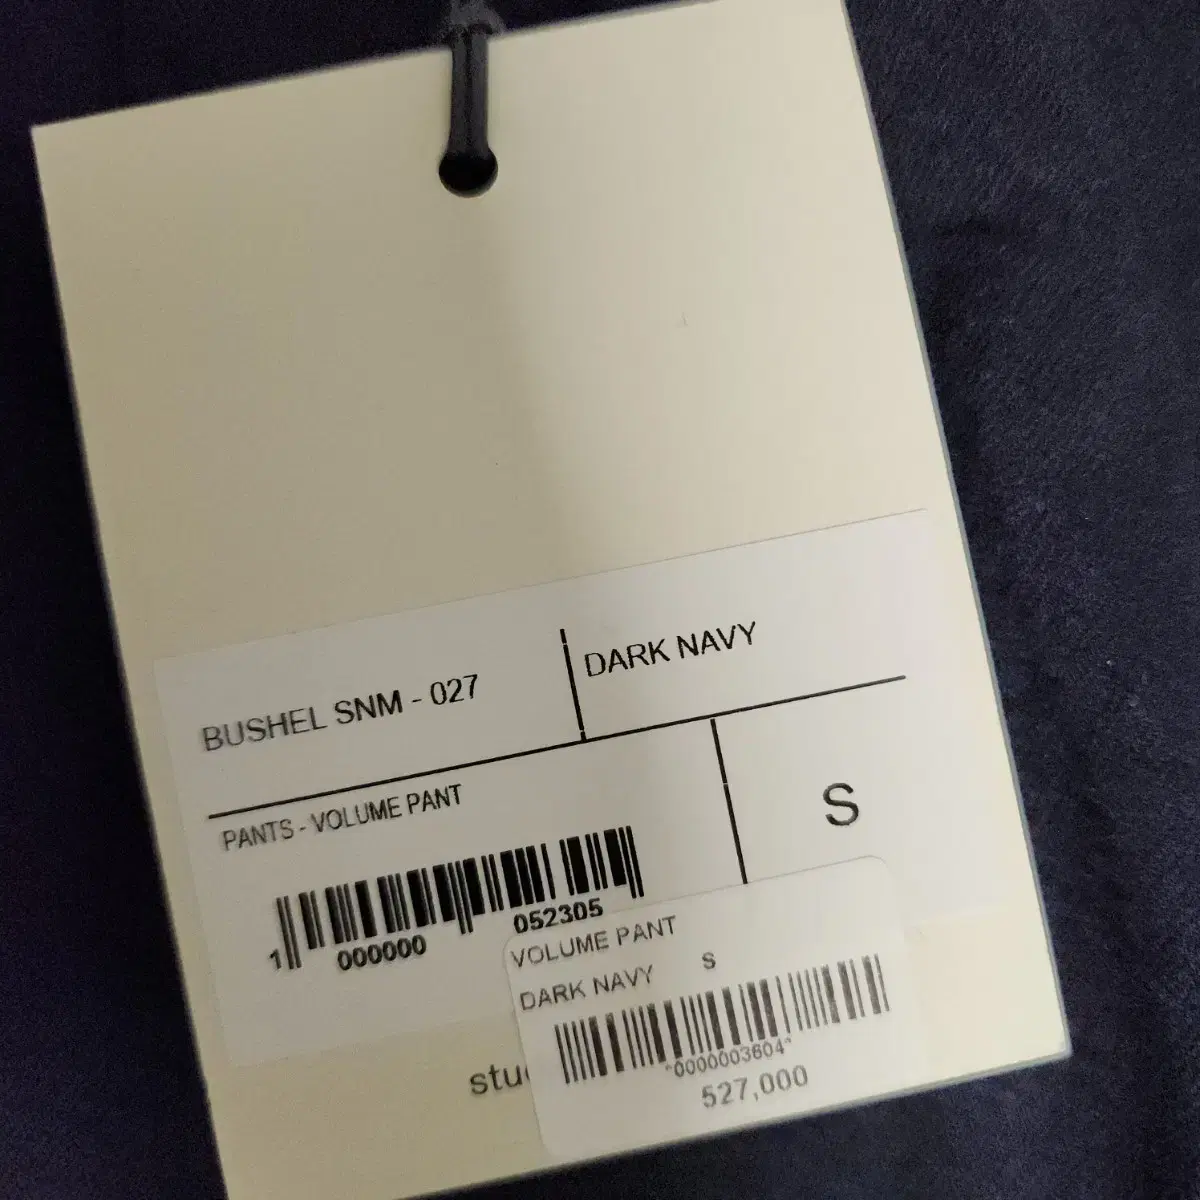 BUSHEL SNM - 027
DARK NAVY
PANTS - VOLUME PANT
S
1 000000 052305
VOLUME PANT
DARK NAVY S
*0000003604*
527,000